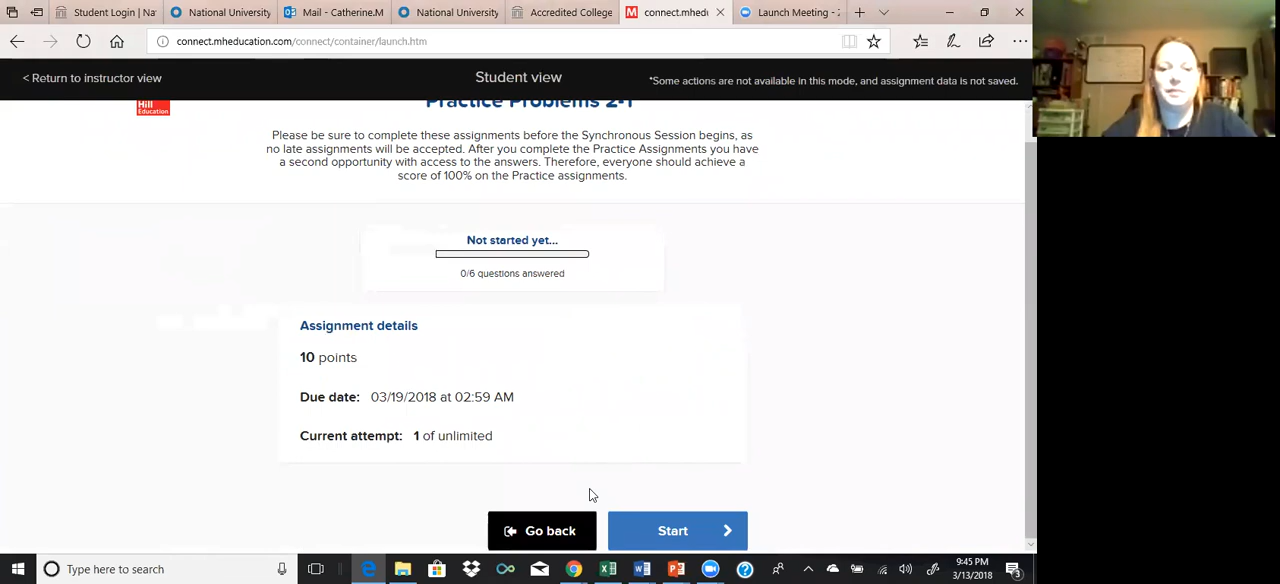 Student Login | Na
National University
Mail - Catherine.M
National University
Accredited College
connect.mhedu
Launch Meeting - Z
connect.mheducation.com/connect/container/launch.htm
< Return to instructor view
Student view
*Some actions are not available in this mode, and assignment data is not saved.
Hill
Education
Practice Problems 2-1
Please be sure to complete these assignments before the Synchronous Session begins, as
no late assignments will be accepted. After you complete the Practice Assignments you have
a second opportunity with access to the answers. Therefore, everyone should achieve a
score of 100% on the Practice assignments.
Not started yet...
0/6 questions answered
Assignment details
10 points
Due date: 03/19/2018 at 02:59 AM
Current attempt: 1 of unlimited
Go back
Start
Type here to search
9:45 PM
3/13/2018
3